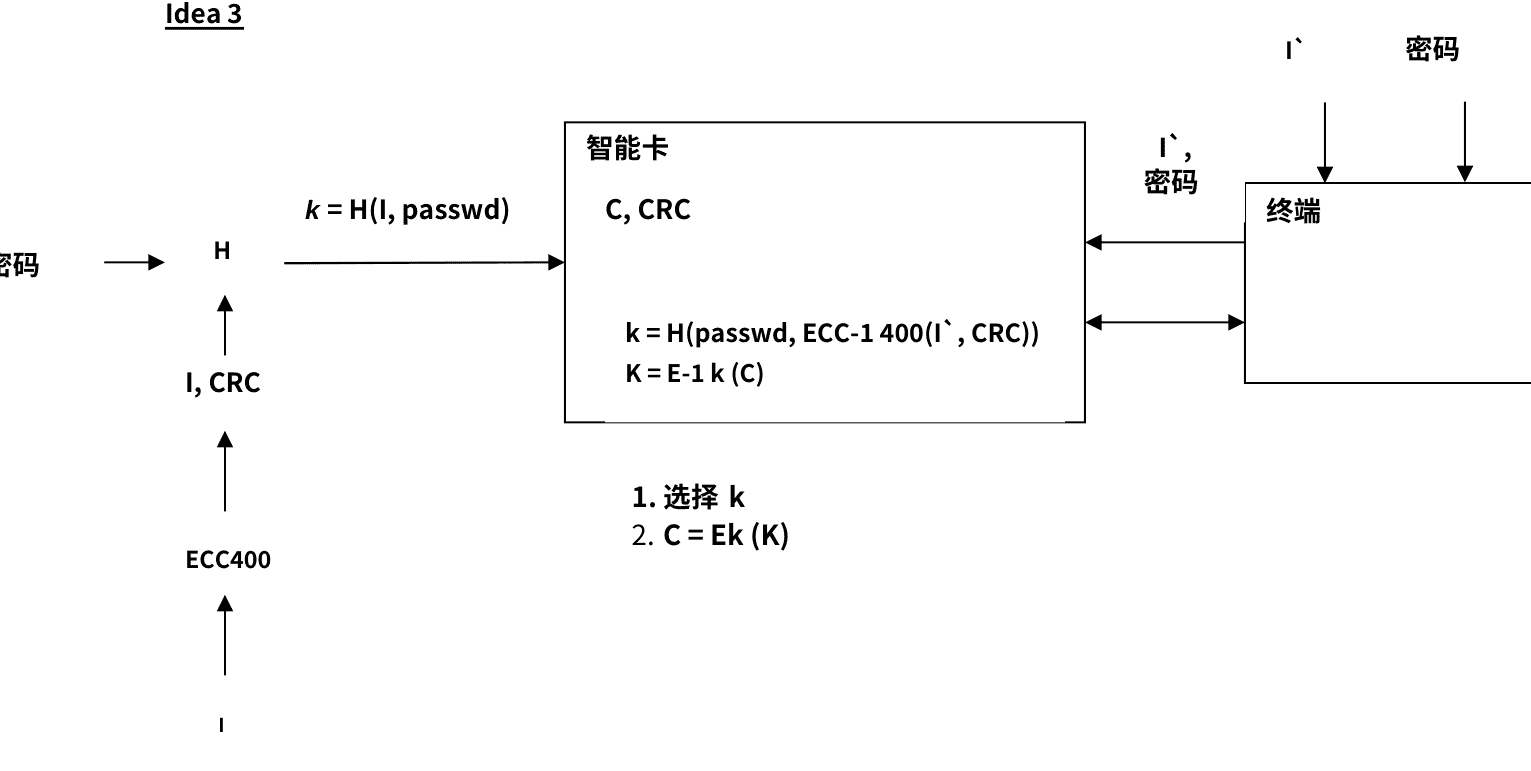 Idea 3
I` 密码
智能卡
I`,
密码
k = H(I, passwd)
C, CRC
终端
密码
H
k = H(passwd, ECC-1 400(I`, CRC))
K = E-1 k (C)
I, CRC
1. 选择 k
2. C = Ek (K)
ECC400
I